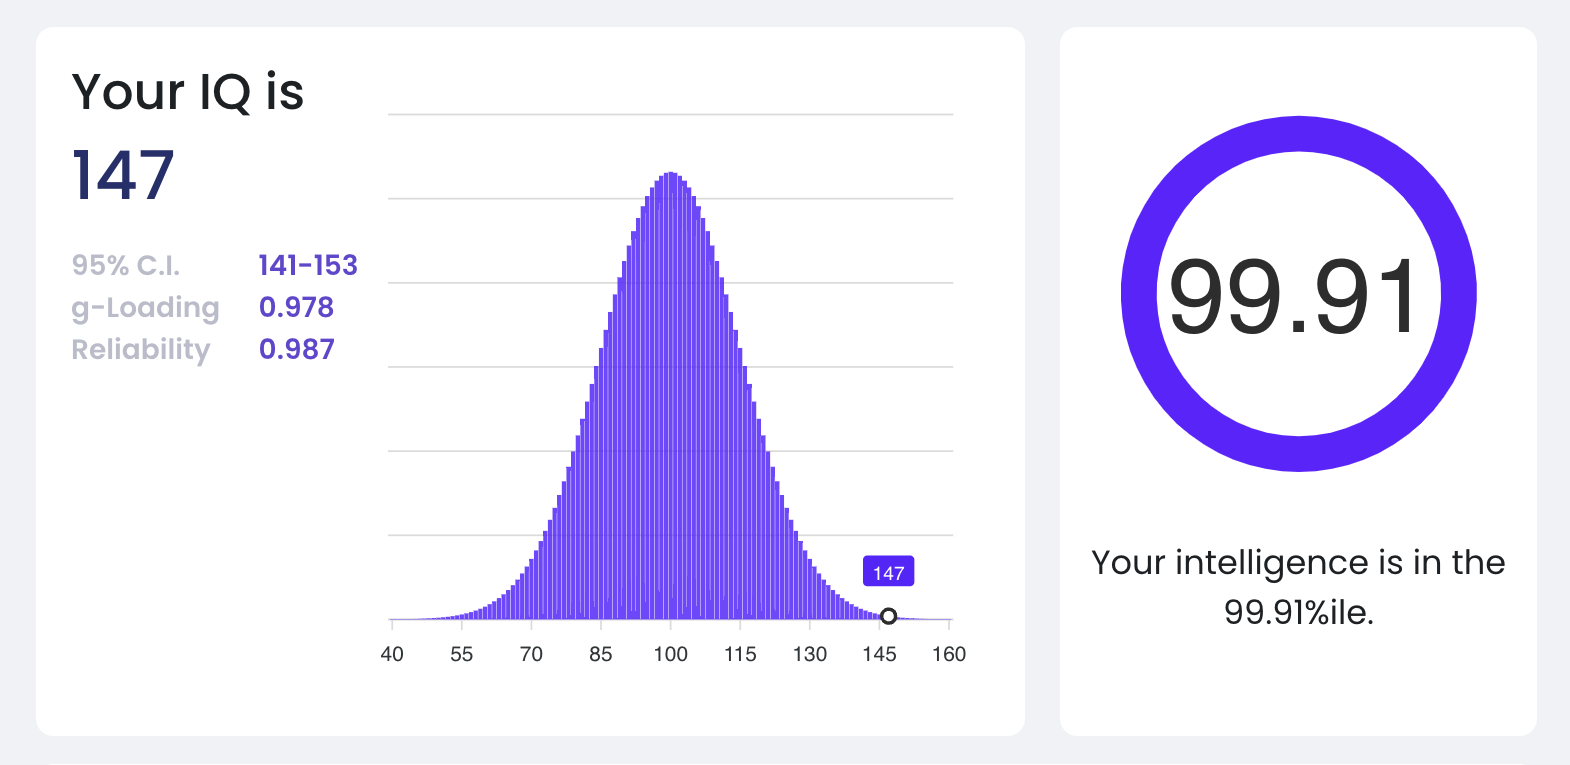 Your IQ is
147
95% C.I. 141-153
g-Loading 0.978
Reliability 0.987
147
40 55 70 85 100 115 130 145 160
99.91
Your intelligence is in the
99.91%ile.